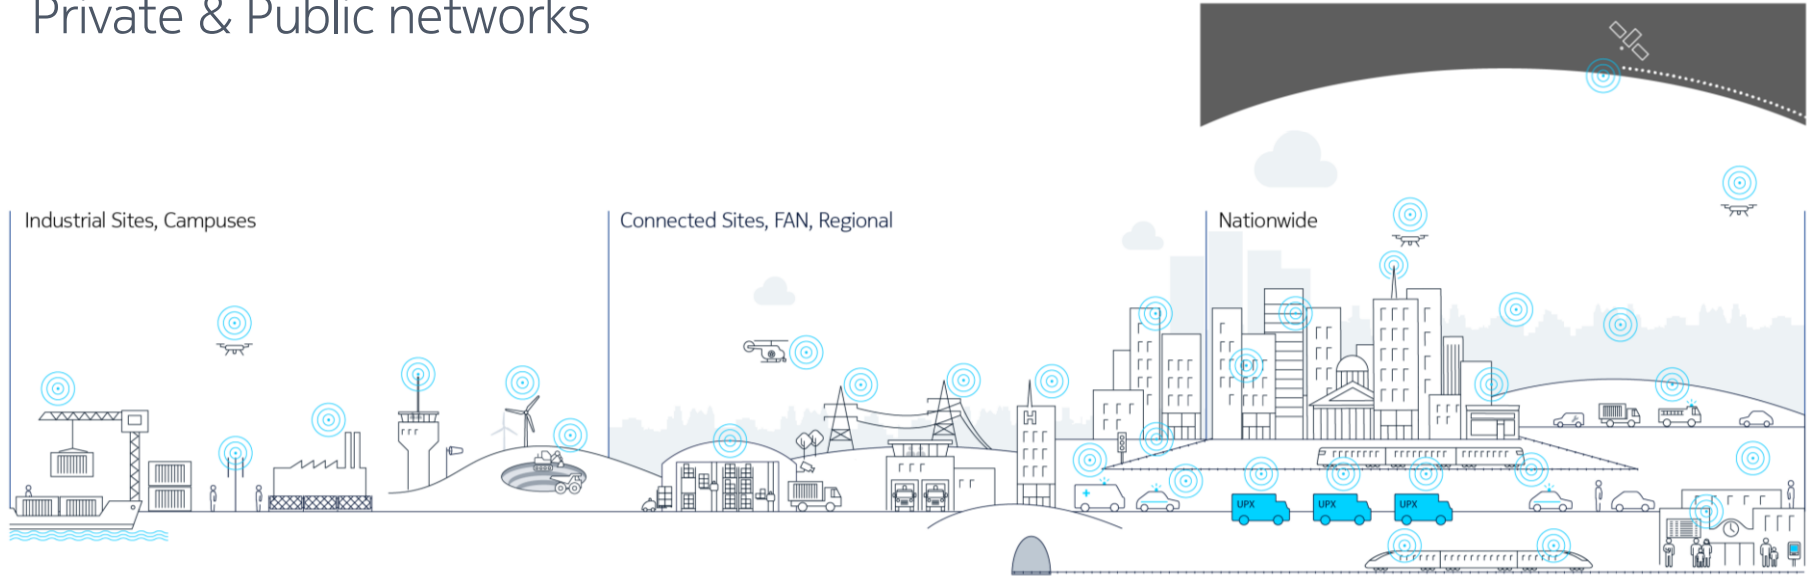 Private & Public networks
Industrial Sites, Campuses
Connected Sites, FAN, Regional
Nationwide
H
UPX
UPX
UPX